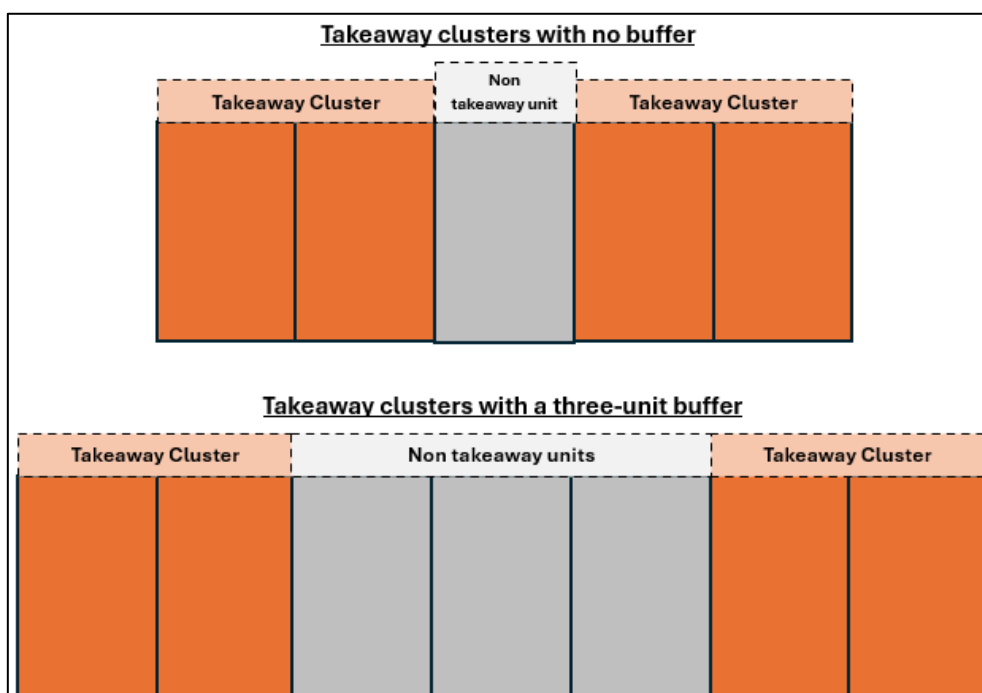 Takeaway clusters with no buffer
Non
takeaway unit
Takeaway Cluster
Takeaway Cluster
Takeaway clusters with a three-unit buffer
Takeaway Cluster
Non takeaway units
Takeaway Cluster